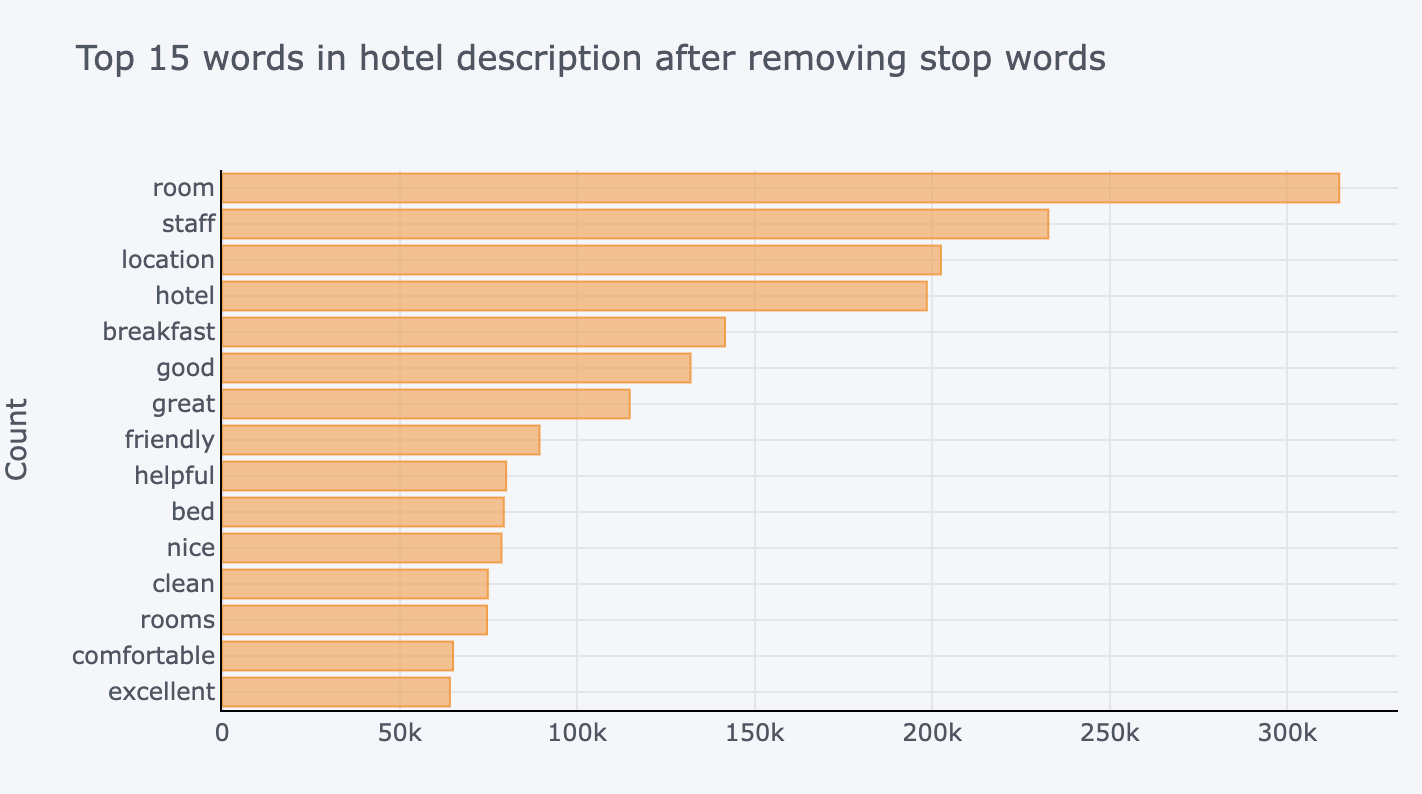 Top 15 words in hotel description after removing stop words
room
staff
location
hotel
breakfast
good
great
friendly
helpful
bed
nice
clean
rooms
comfortable
excellent
Count
0 50k 100k 150k 200k 250k 300k